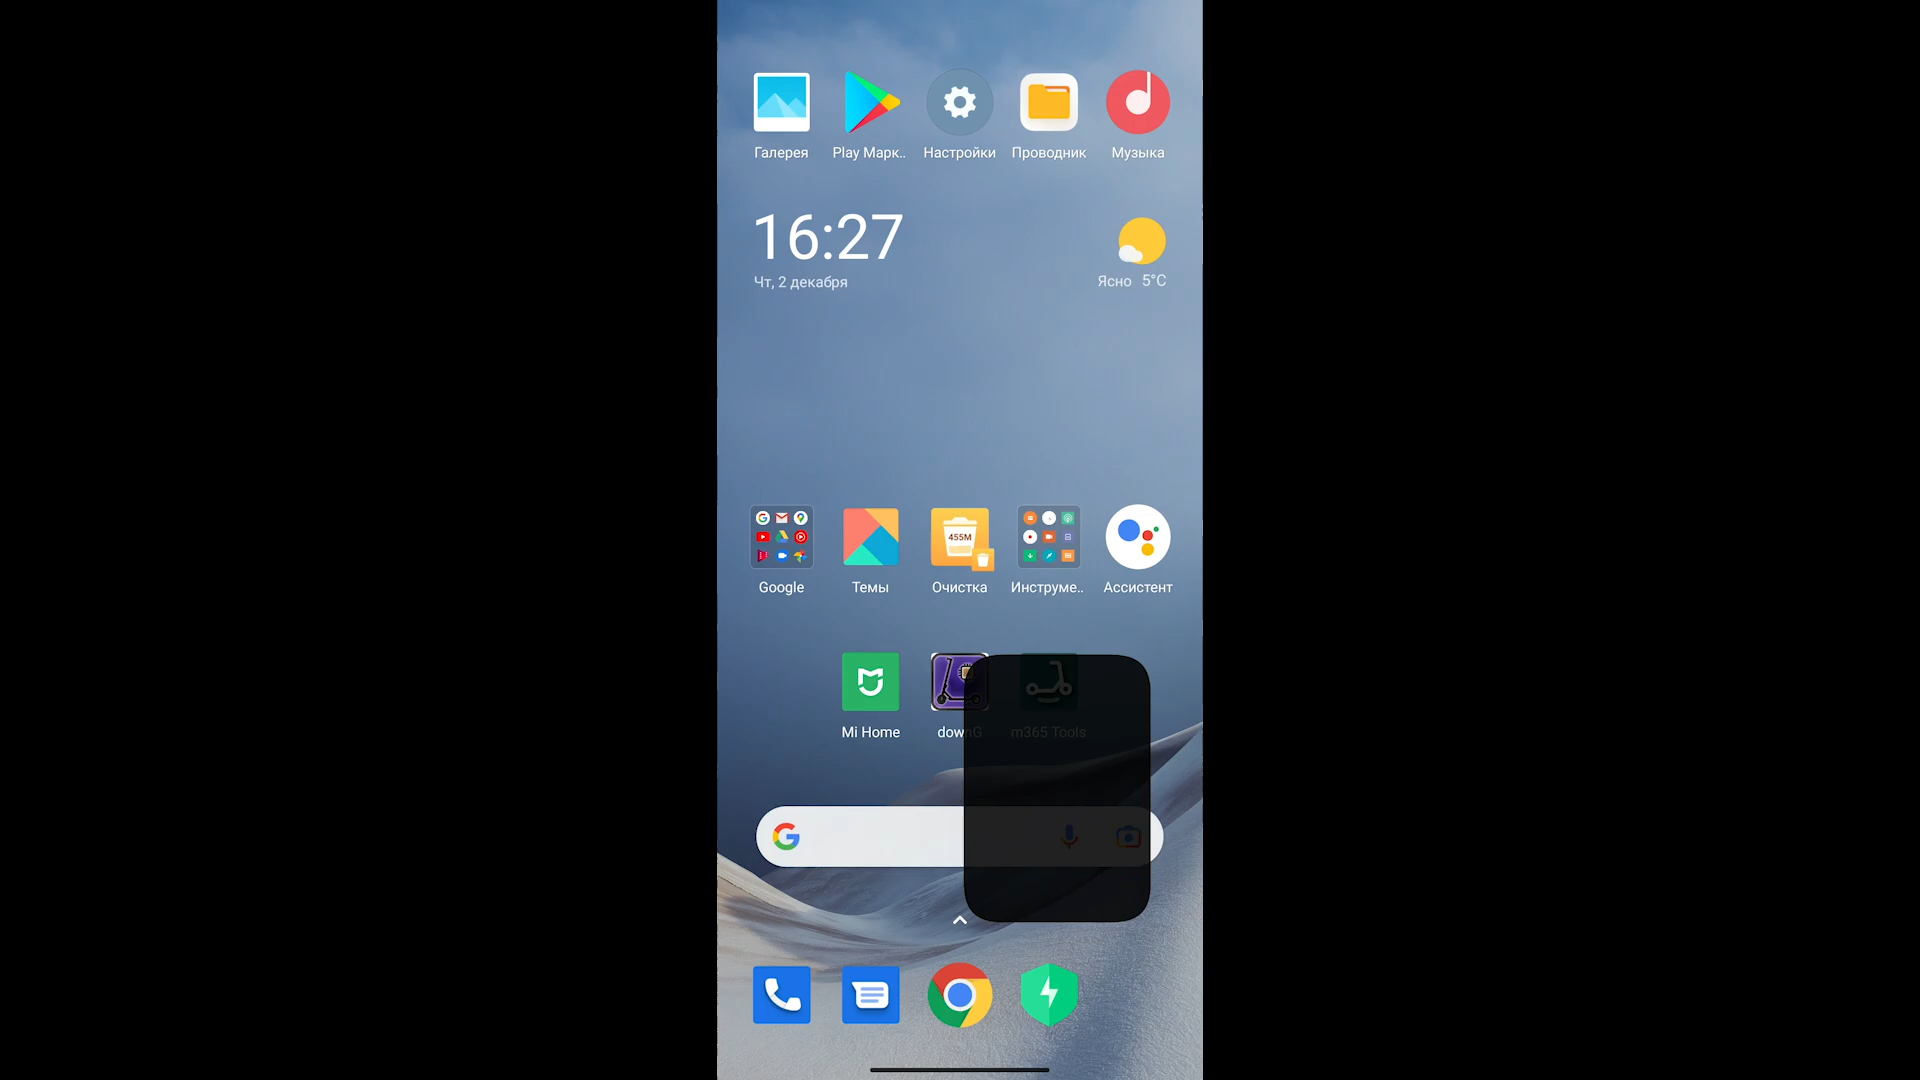 Галерея
Play Марк..
Настройки
Проводник
Музыка
16:27
Чт, 2 декабря
Ясно 5°C
455M
Google
Темы
Очистка
Инструме..
Ассистент
Mi Home
downG
m365 Tools